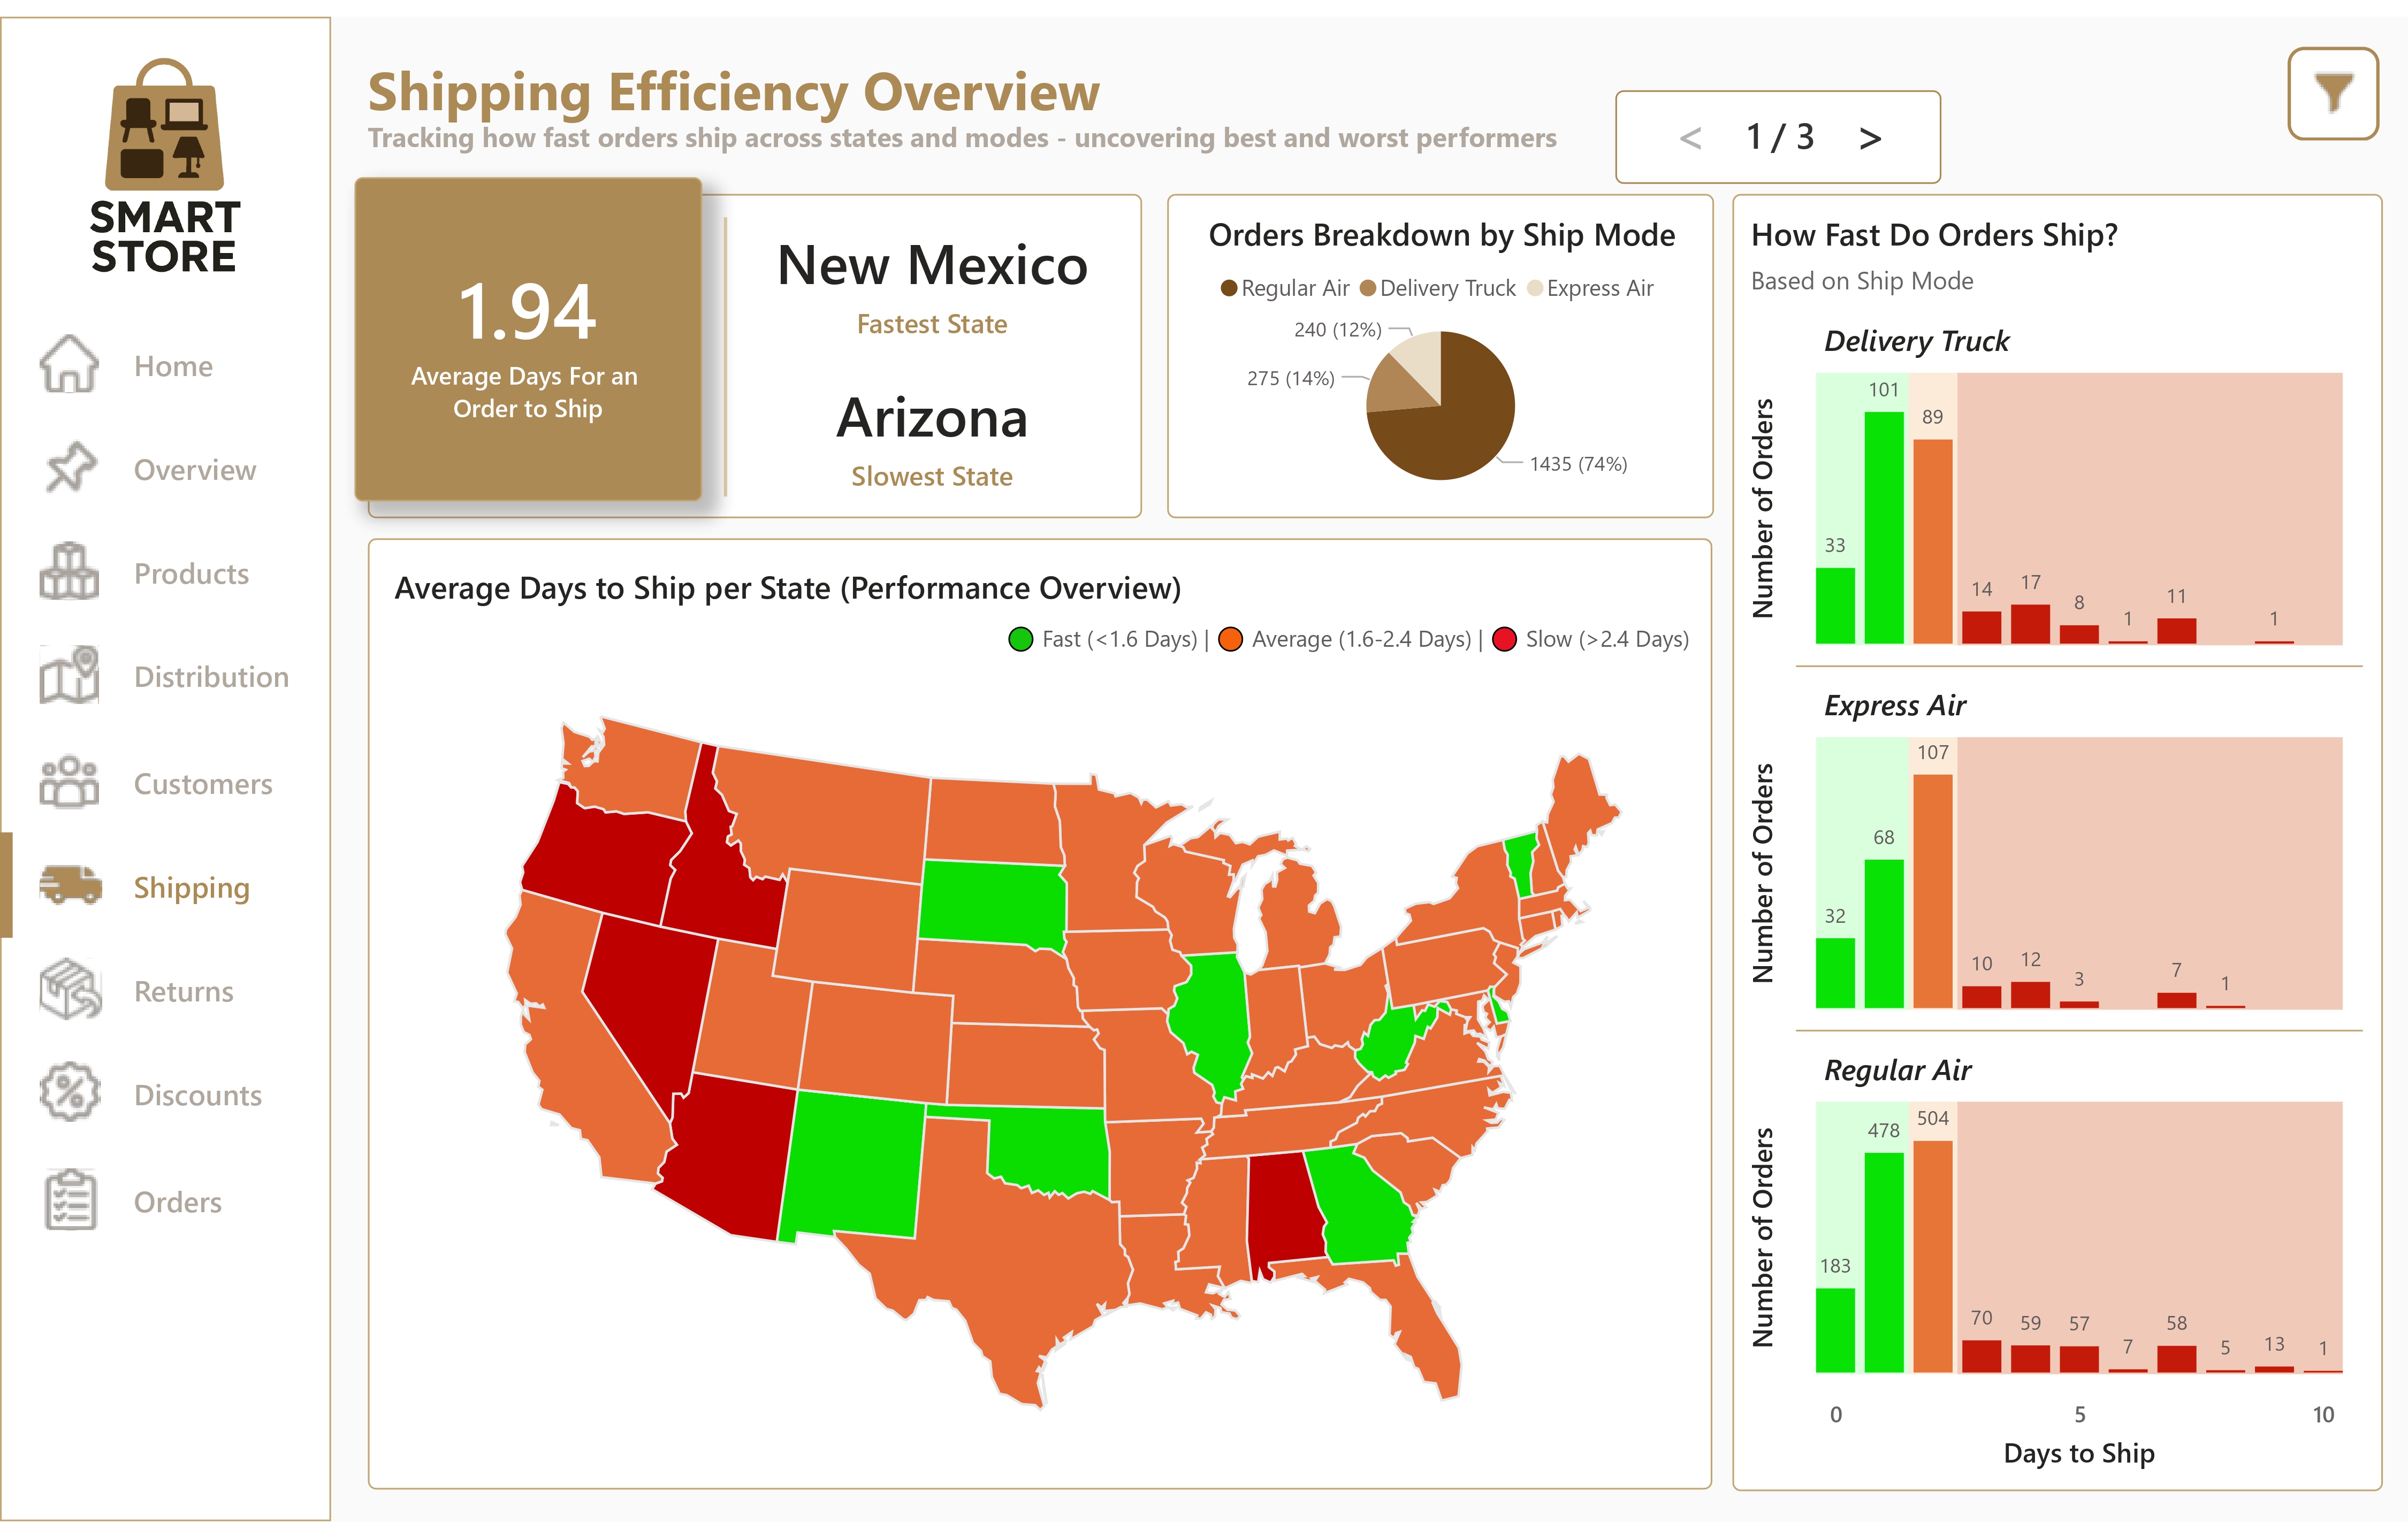 SMART
STORE
Home
Overview
Products
Distribution
Customers
Shipping
Returns
Discounts
Orders
Shipping Efficiency Overview
Tracking how fast orders ship across states and modes - uncovering best and worst performers
< 1 / 3 >
1.94
Average Days For an
Order to Ship
New Mexico
Fastest State
Arizona
Slowest State
Orders Breakdown by Ship Mode
Regular Air Delivery Truck Express Air
240 (12%)
275 (14%)
1435 (74%)
Average Days to Ship per State (Performance Overview)
Fast (<1.6 Days) | Average (1.6-2.4 Days) | Slow (>2.4 Days)
How Fast Do Orders Ship?
Based on Ship Mode
Delivery Truck
Number of Orders
33 101 89 14 17 8 1 11 1
Express Air
Number of Orders
32 68 107 10 12 3 7 1
Regular Air
Number of Orders
183 478 504 70 59 57 7 58 5 13 1
0 5 10
Days to Ship